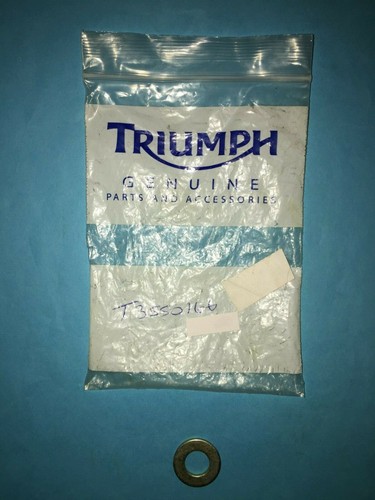 TRIUMPH
GENUINE
PARTS AND ACCESSORIES
T3550166